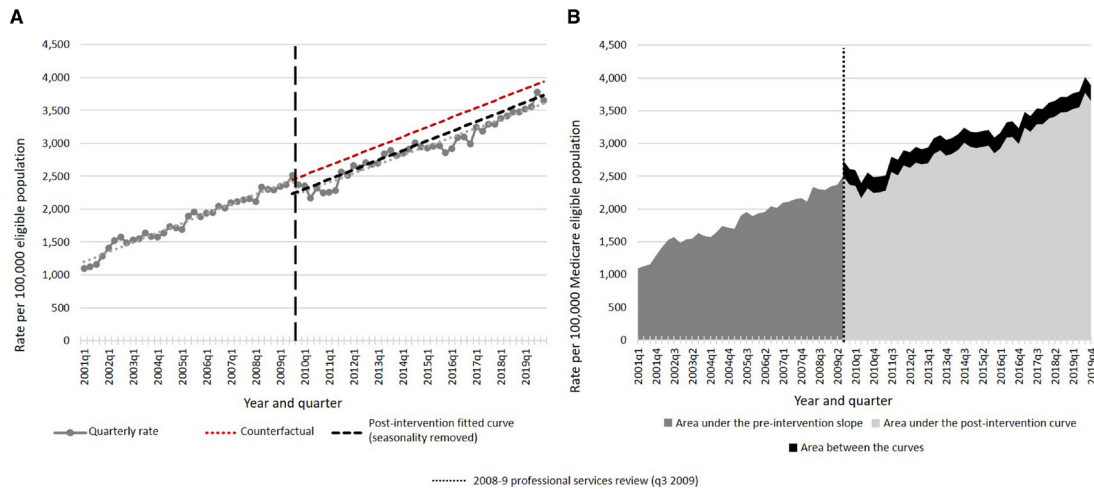 A
Rate per 100,000 eligible population
4,500
4,000
3,500
3,000
2,500
2,000
1,500
1,000
500
0
2001q1
2002q1
2003q1
2004q1
2005q1
2006q1
2007q1
2008q1
2009q1
2010q1
2011q1
2012q1
2013q1
2014q1
2015q1
2016q1
2017q1
2018q1
2019q1
Year and quarter
Quarterly rate
Counterfactual
Post-intervention fitted curve
(seasonality removed)
B
Rate per 100,000 Medicare eligible population
4,500
4,000
3,500
3,000
2,500
2,000
1,500
1,000
500
0
2001q1
2001q4
2002q3
2003q2
2004q1
2004q4
2005q3
2006q2
2007q1
2007q4
2008q3
2009q2
2010q1
2010q4
2011q3
2012q2
2013q1
2013q4
2014q3
2015q2
2016q1
2016q4
2017q3
2018q2
2019q1
2019q4
Year and quarter
Area under the pre-intervention slope
Area under the post-intervention curve
Area between the curves
2008-9 professional services review (q3 2009)